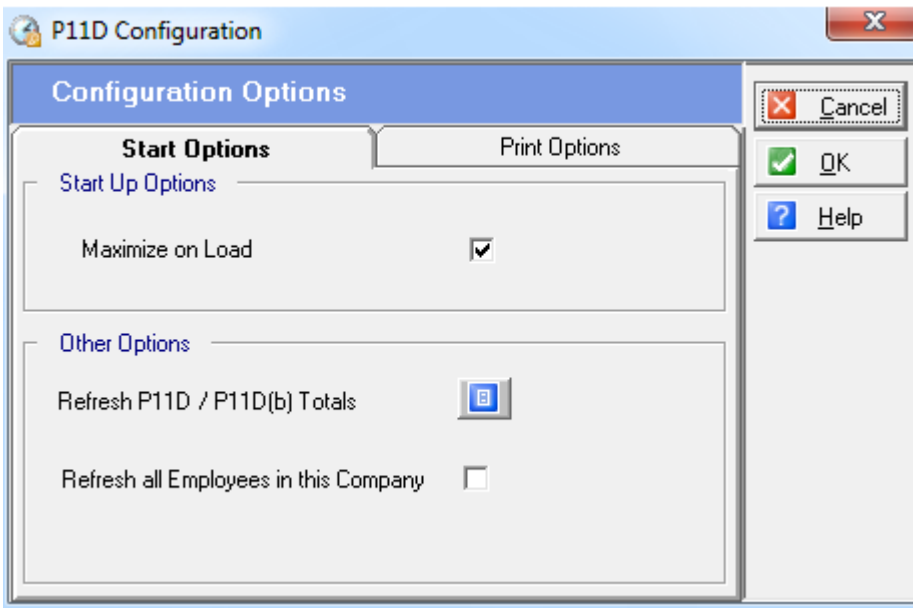 P11D Configuration
Configuration Options
Start Options
Print Options
Start Up Options
Maximize on Load
Other Options
Refresh P11D / P11D(b) Totals
Refresh all Employees in this Company
Cancel
OK
Help